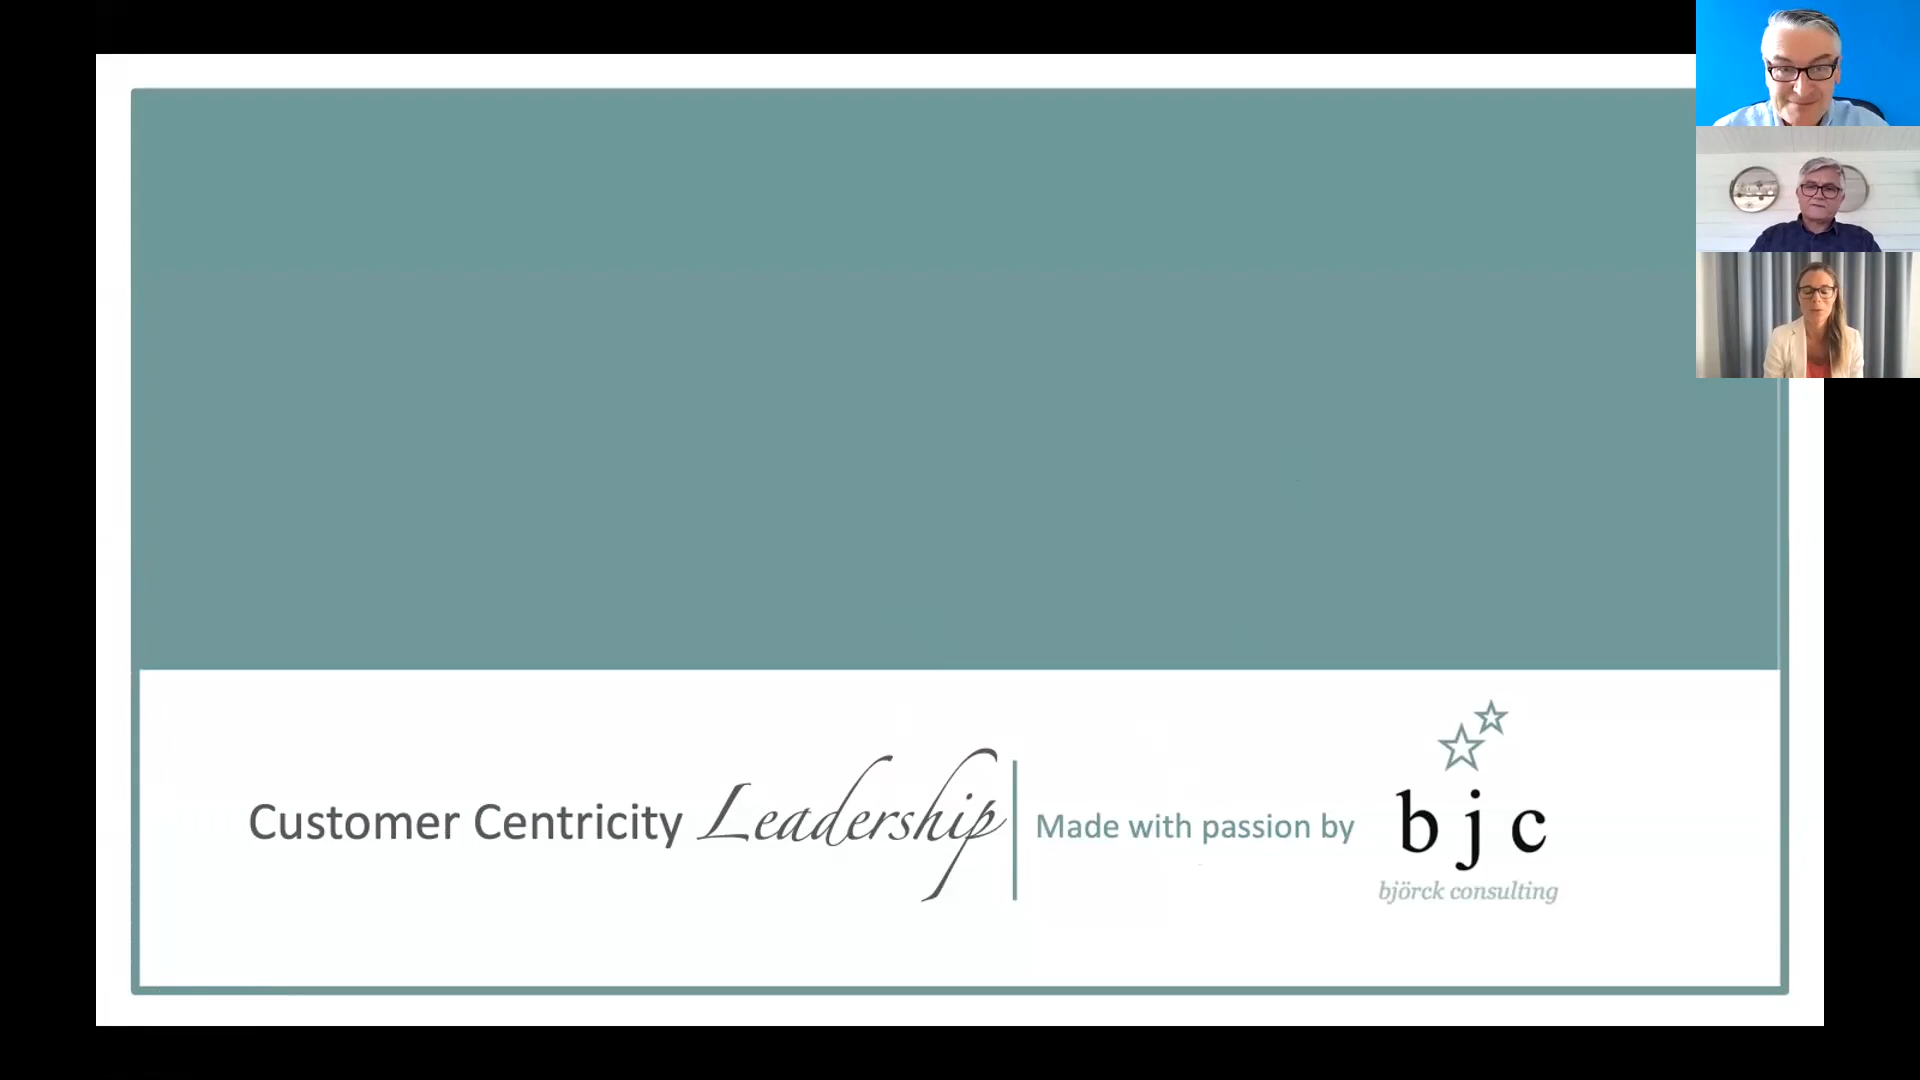 Customer Centricity Leadership
Made with passion by
b j c
björck consulting